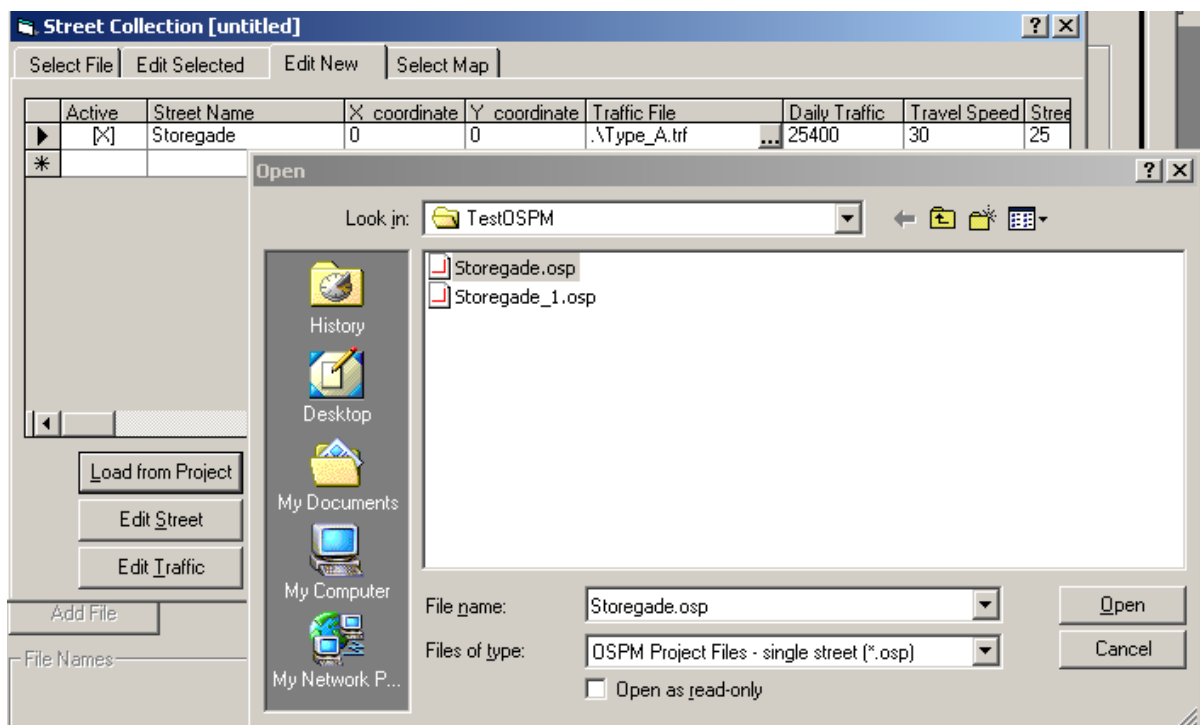 Street Collection [untitled]
Select File Edit Selected Edit New Select Map
Active Street Name X_coordinate Y_coordinate Traffic File Daily Traffic Travel Speed Stree
[X] Storegade 0 0 .\Type_A.trf ... 25400 30 25
Open
Look in: TestOSPM
Storegade.osp
Storegade_1.osp
History
Desktop
My Documents
My Computer
My Network P...
Load from Project
Edit Street
Edit Traffic
Add File
File Names
File name: Storegade.osp Open
Files of type: OSPM Project Files - single street (*.osp) Cancel
Open as read-only